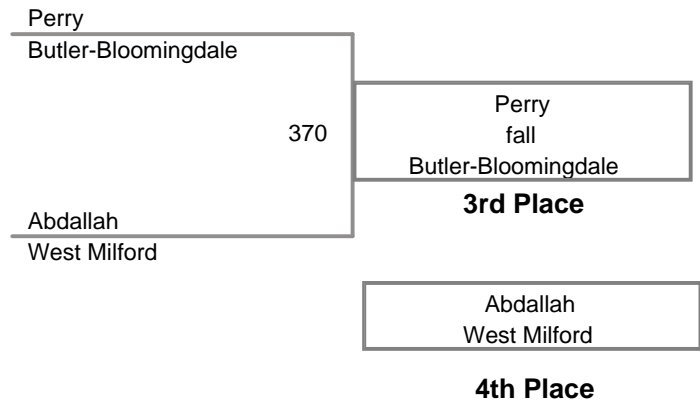 Perry
Butler-Bloomingdale
370
Perry
fall
Butler-Bloomingdale
3rd Place
Abdallah
West Milford
Abdallah
West Milford
4th Place